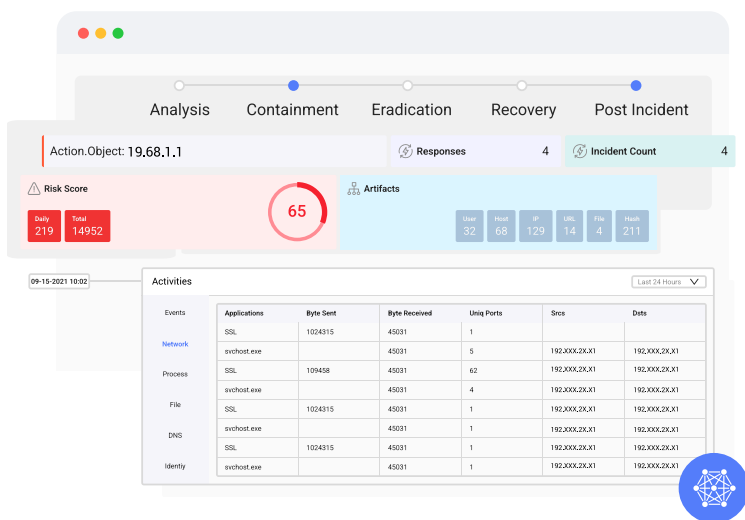 Analysis Containment Eradication Recovery Post Incident
Action.Object: 19.68.1.1 Responses 4 Incident Count 4
Risk Score Artifacts
65
Daily Total User Host IP URL File Hash
219 14952 32 68 129 14 4 211
09-15-2021 10:02 Activities Last 24 Hours
Events Applications Byte Sent Byte Received Uniq Ports Srcs Dsts
SSL 1024315 45031 1
Network svchost.exe 45031 5 192.XXX.2X.X1 192,XXX,2X,X1
Process SSL 109458 45031 62 192.XXX.2X.X1 192.XXX.2X.X1
svchost.exe 45031 4 192.XXX.2X.X1 192.XXX.2X.X1
File SSL 1024315 45031 1 192.XXX.2X.X1 192.XXX.2X.X1
DNS svchost.exe 45031 1 192.XXX.2X.X1 192.XXX.2X.X1
SSL 1024315 45031 1 192.XXX.2X.X1 192.XXX.2X.X1
Identiy svchost.exe 45031 1 192.XXX.2X.X1 192.XXX.2X.X1